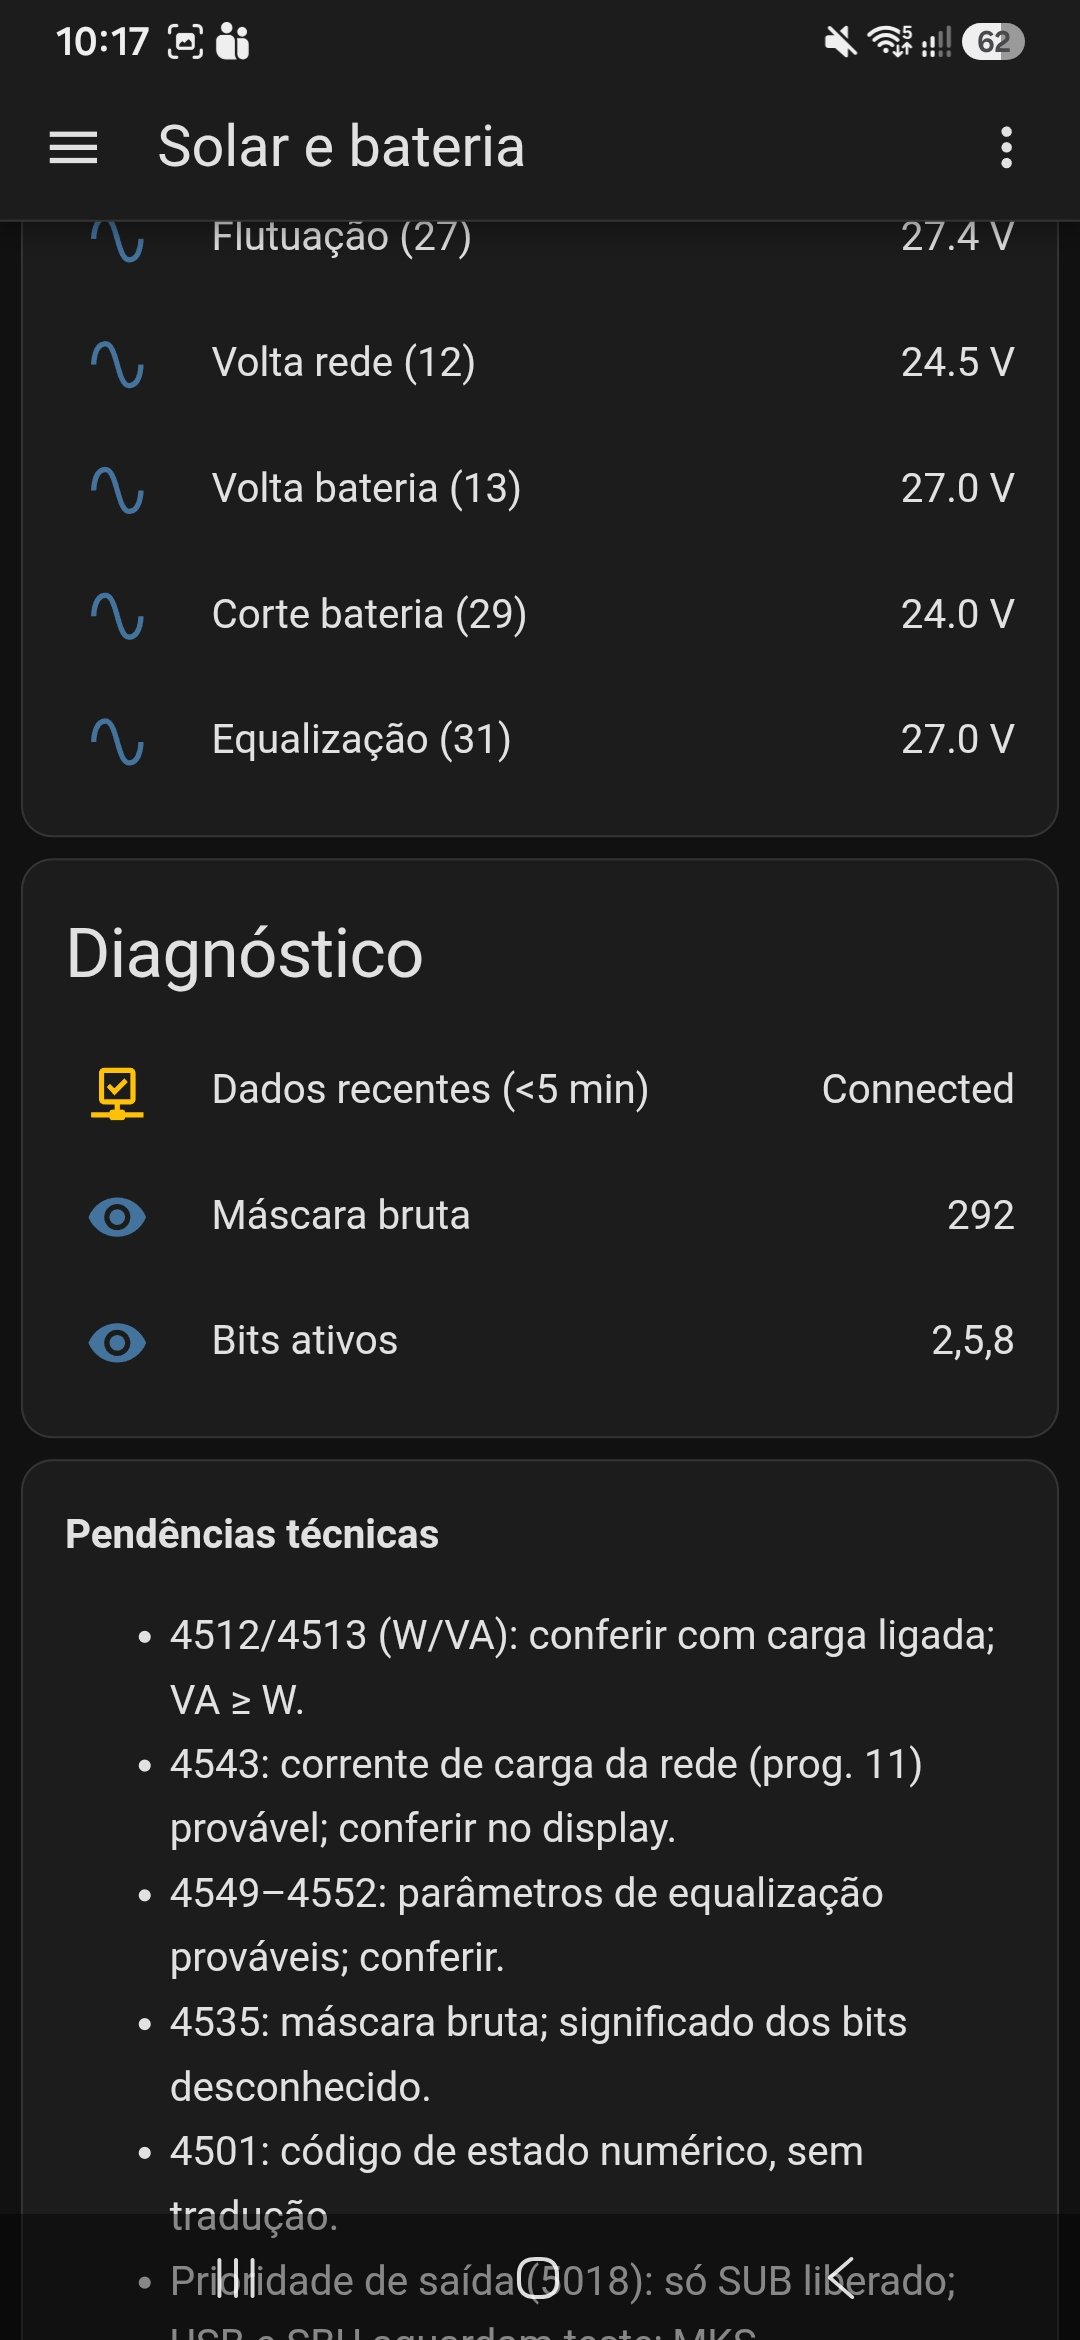 10:17
5
62
Solar e bateria
Flutuação (27) 27.4 V
Volta rede (12) 24.5 V
Volta bateria (13) 27.0 V
Corte bateria (29) 24.0 V
Equalização (31) 27.0 V
Diagnóstico
Dados recentes (<5 min) Connected
Máscara bruta 292
Bits ativos 2,5,8
Pendências técnicas
• 4512/4513 (W/VA): conferir com carga ligada;
VA ≥ W.
• 4543: corrente de carga da rede (prog. 11)
provável; conferir no display.
• 4549–4552: parâmetros de equalização
prováveis; conferir.
• 4535: máscara bruta; significado dos bits
desconhecido.
• 4501: código de estado numérico, sem
tradução.
• Prioridade de saída (5018): só SUB liberado;